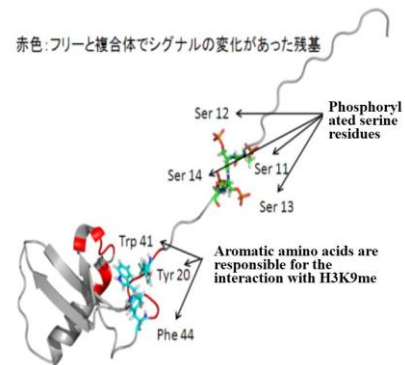 赤色:フリーと複合体でシグナルの変化があった残基
Ser 12
Phosphoryl
ated serine
residues
Ser 14
Ser 11
Ser 13
Trp 41
Tyr 20
Aromatic amino acids are
responsible for the
interaction with H3K9me
Phe 44